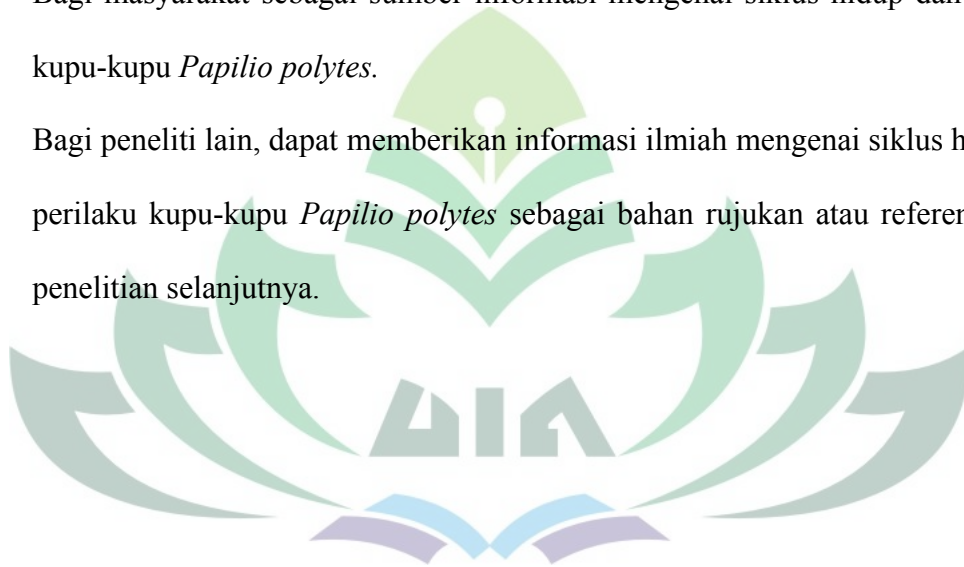 Bagi masyarakat sebagai sumber informasi mengenai siklus hidup dan
kupu-kupu Papilio polytes.
Bagi peneliti lain, dapat memberikan informasi ilmiah mengenai siklus h
perilaku kupu-kupu Papilio polytes sebagai bahan rujukan atau referen
penelitian selanjutnya.
UIN